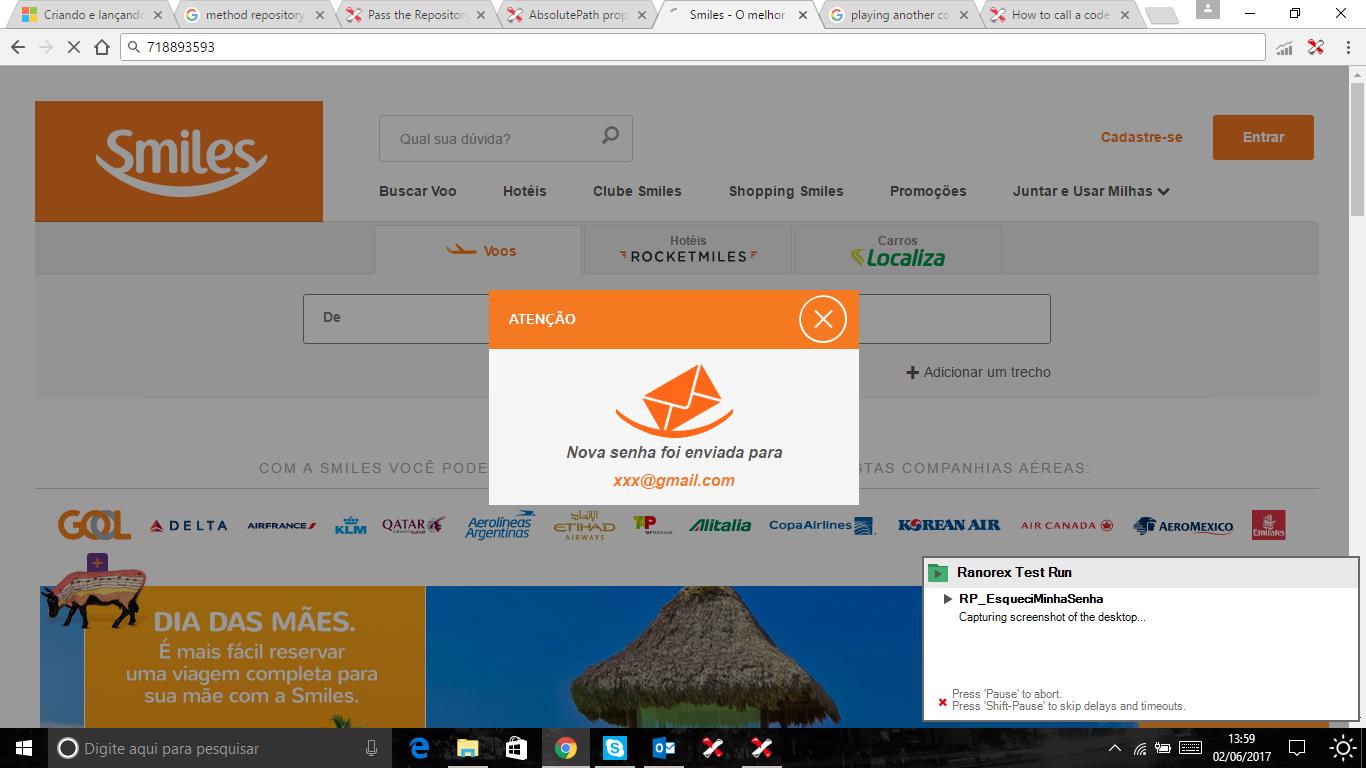 Criando e lançando
method repository
Pass the Repository
AbsolutePath prop
Smiles - O melhor
playing another co
How to call a code
718893593
Smiles
Qual sua dúvida?
Cadastre-se
Entrar
Buscar Voo
Hotéis
Clube Smiles
Shopping Smiles
Promoções
Juntar e Usar Milhas
Voos
Hotéis
ROCKETMILES
Carros
Localiza
De
ATENÇÃO
Adicionar um trecho
Nova senha foi enviada para
xxx@gmail.com
COM A SMILES VOCÊ PODE
STAS COMPANHIAS AÉREAS:
GOL
DELTA
AIRFRANCE
KLM
QATAR
Aerolíneas Argentinas
ETIHAD AIRWAYS
TAP
Alitalia
CopaAirlines
KOREAN AIR
AIR CANADA
AEROMEXICO
Emirates
Ranorex Test Run
RP_EsqueciMinhaSenha
Capturing screenshot of the desktop...
DIA DAS MÃES.
É mais fácil reservar
uma viagem completa para
sua mãe com a Smiles.
Press 'Pause' to abort.
Press 'Shift-Pause' to skip delays and timeouts.
Digite aqui para pesquisar
13:59
02/06/2017